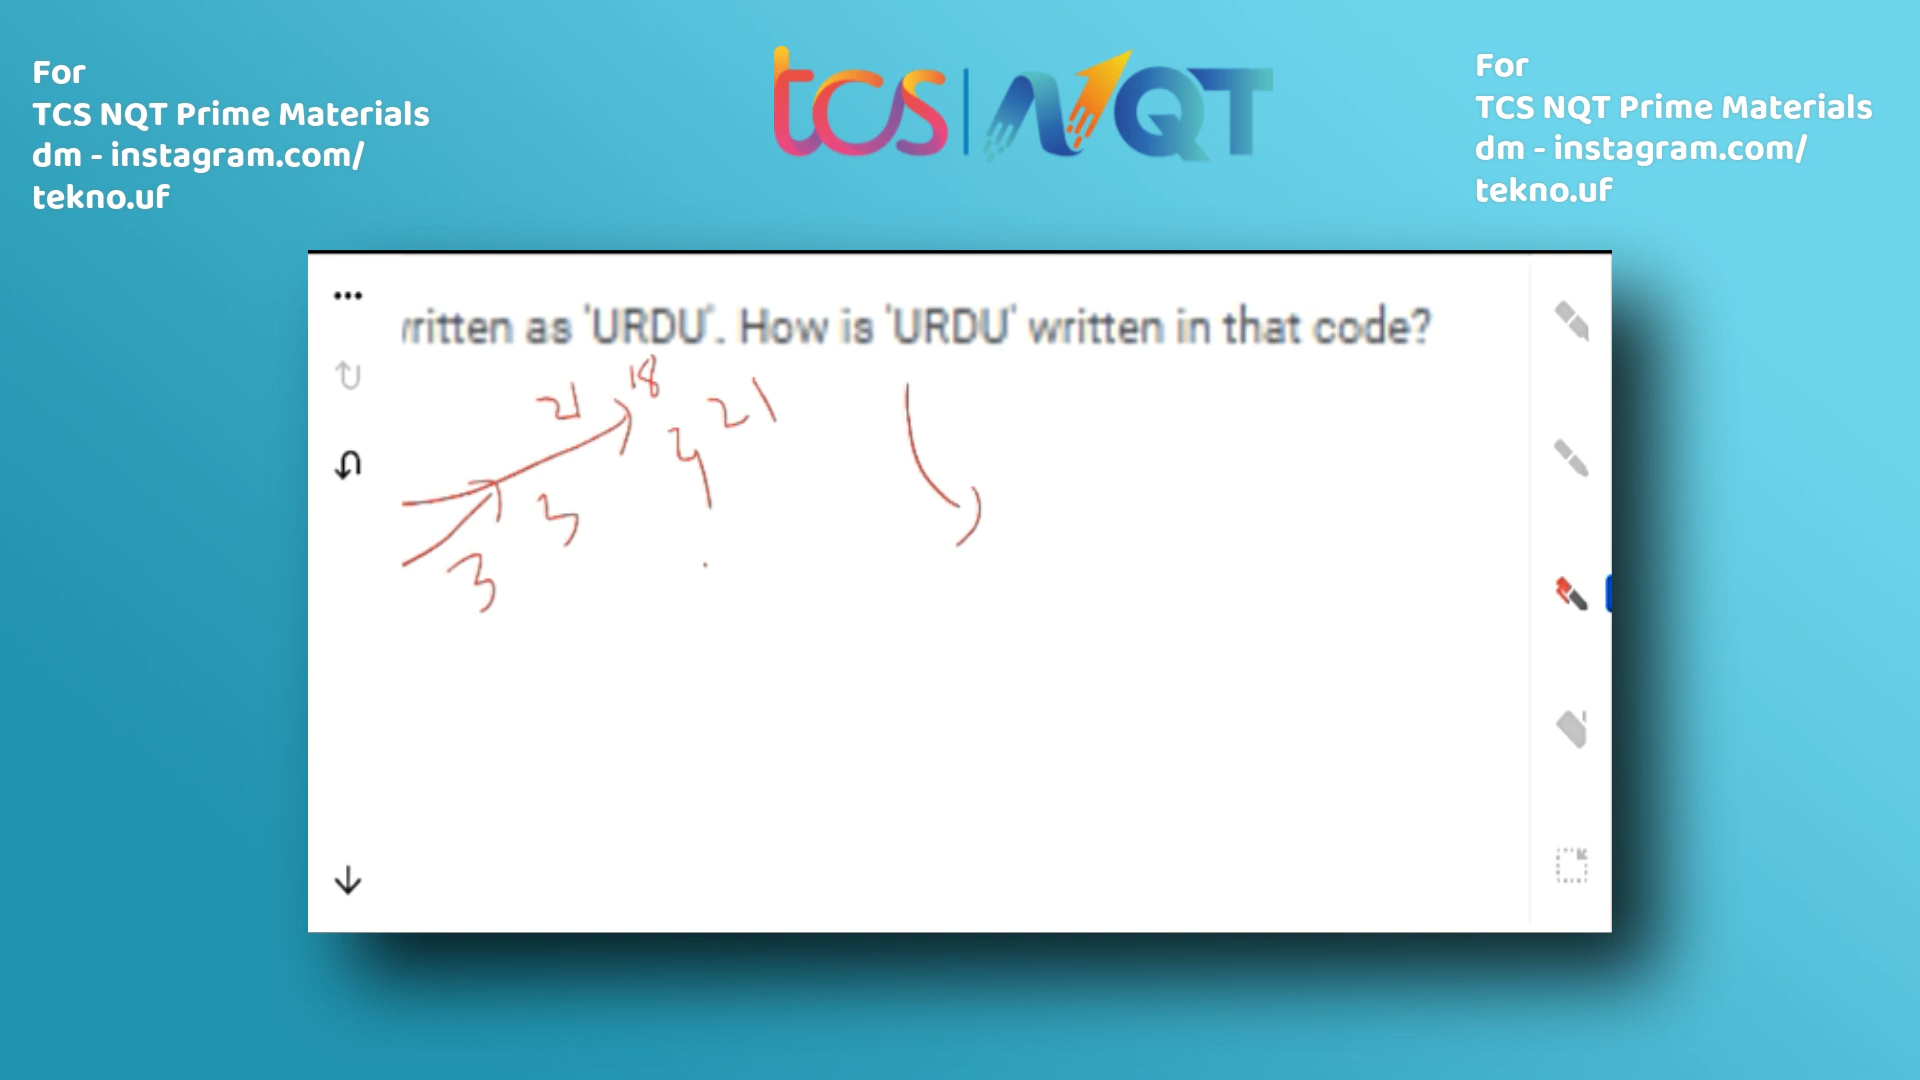 For
TCS NQT Prime Materials
dm - instagram.com/
tekno.uf
tcs | NQT
For
TCS NQT Prime Materials
dm - instagram.com/
tekno.uf
ritten as 'URDU'. How is 'URDU' written in that code?
21 18
4 21
3
3